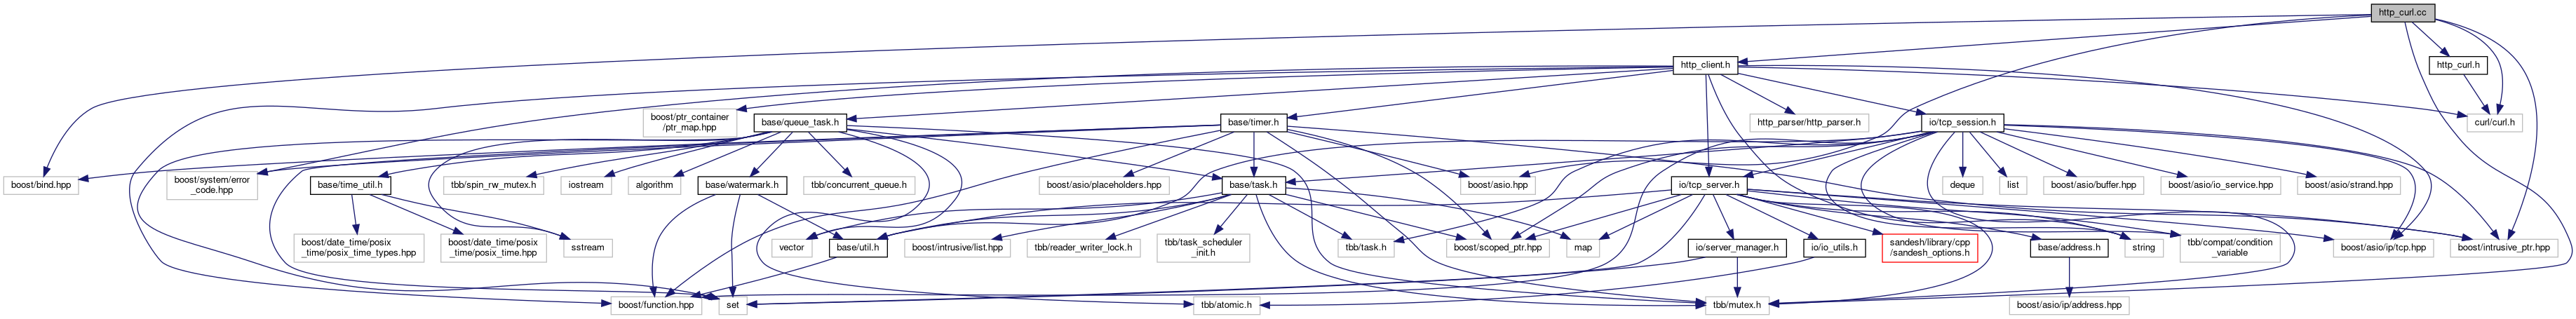 http_curl.cc
http_client.h
http_curl.h
boost/ptr_container
/ptr_map.hpp
base/queue_task.h
base/timer.h
http_parser/http_parser.h
io/tcp_session.h
curl/curl.h
boost/bind.hpp
boost/system/error
_code.hpp
base/time_util.h
tbb/spin_rw_mutex.h
iostream
algorithm
base/watermark.h
tbb/concurrent_queue.h
boost/asio/placeholders.hpp
base/task.h
boost/asio.hpp
io/tcp_server.h
deque
list
boost/asio/buffer.hpp
boost/asio/io_service.hpp
boost/asio/strand.hpp
boost/date_time/posix
_time/posix_time_types.hpp
boost/date_time/posix
_time/posix_time.hpp
sstream
vector
base/util.h
boost/intrusive/list.hpp
tbb/reader_writer_lock.h
tbb/task_scheduler
_init.h
tbb/task.h
boost/scoped_ptr.hpp
map
io/server_manager.h
io/io_utils.h
sandesh/library/cpp
/sandesh_options.h
base/address.h
string
tbb/compat/condition
_variable
boost/asio/ip/tcp.hpp
boost/intrusive_ptr.hpp
boost/function.hpp
set
tbb/atomic.h
tbb/mutex.h
boost/asio/ip/address.hpp